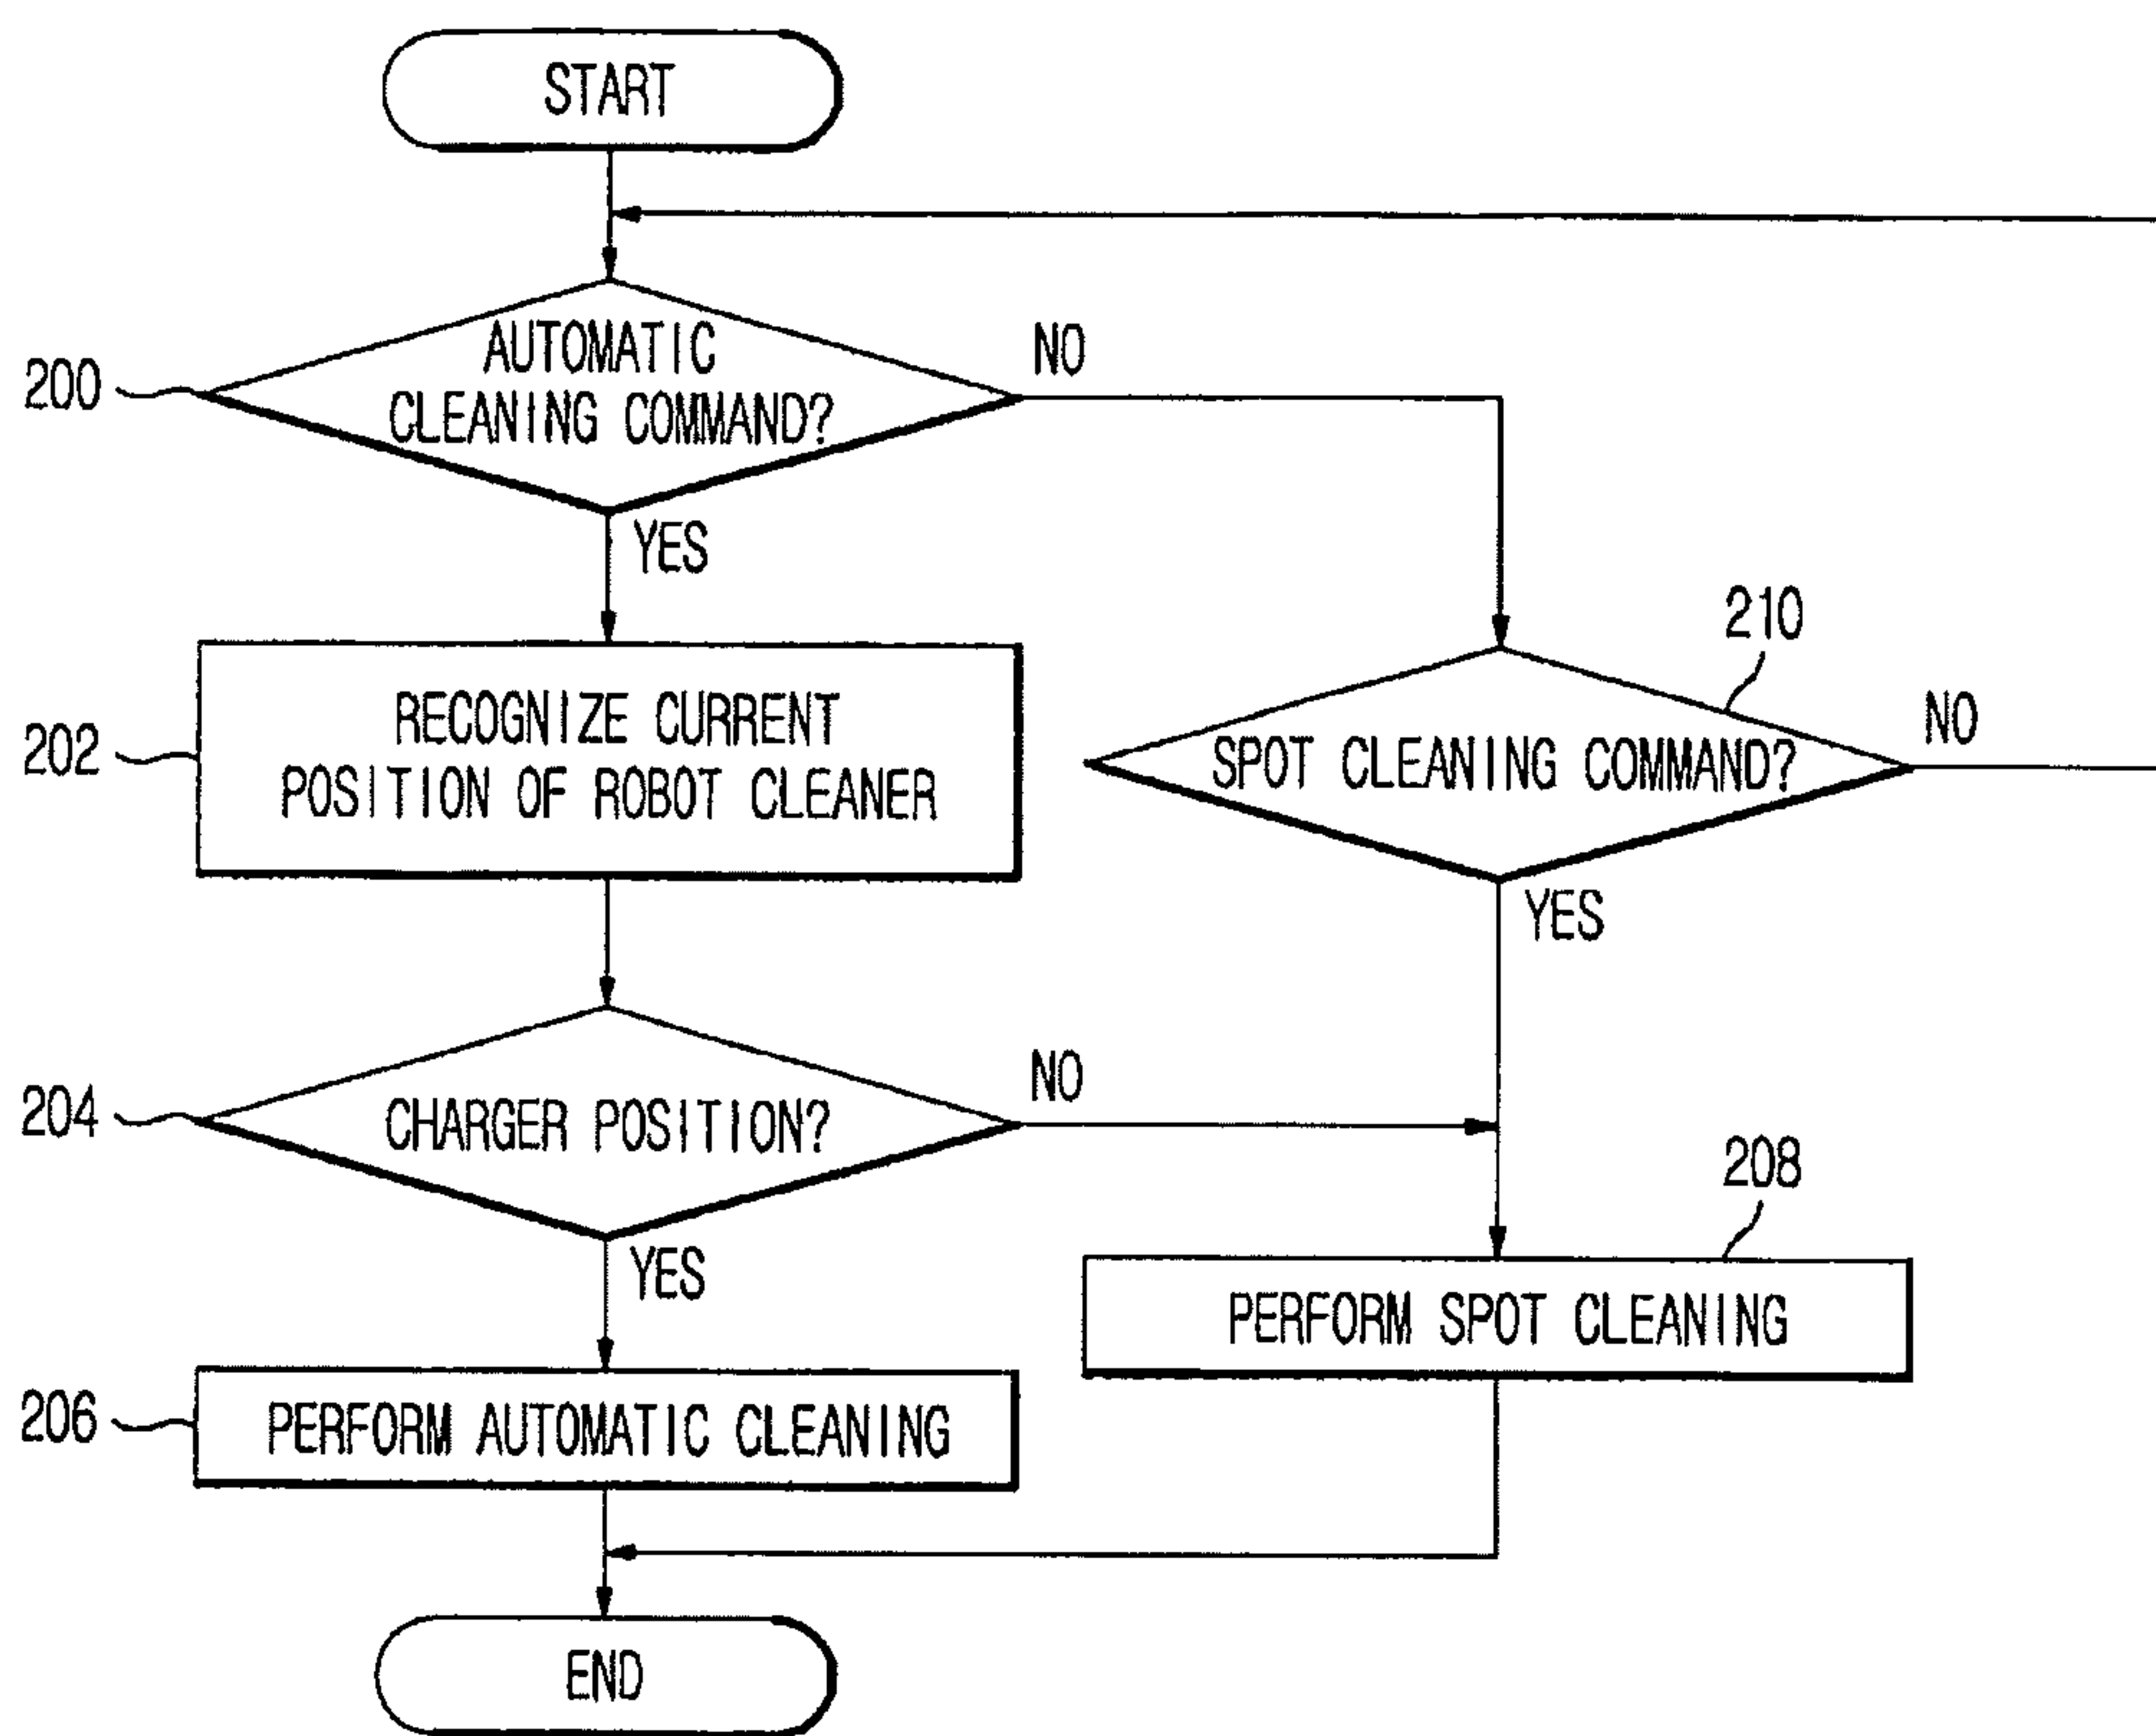 START
AUTOMATIC
CLEANING COMMAND?
200
NO
YES
RECOGNIZE CURRENT
POSITION OF ROBOT CLEANER
202
210
SPOT CLEANING COMMAND?
NO
YES
204
CHARGER POSITION?
NO
YES
208
PERFORM SPOT CLEANING
206
PERFORM AUTOMATIC CLEANING
END